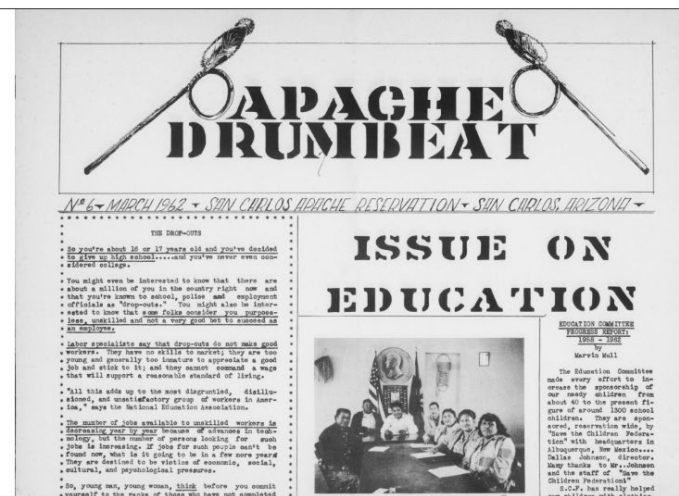 APACHE
DRUMBEAT
Nº 6 MARCH 1962 SAN CARLOS APACHE RESERVATION SAN CARLOS, ARIZONA
THE DROP-OUTS
So you're about 16 or 17 years old and you've decided
to give up high school.....and you've never even con-
sidered college.
You might even be interested to know that there are
about a million of you in the country right now and
that you're known to school, police and employment
officials as "drop-outs." You might also be inter-
ested to know that some folks consider you purpose-
less, unskilled and not a very good bet to succeed as
an employee.
Labor specialists say that drop-outs do not make good
workers. They have no skills to market; they are too
young and generally too immature to appreciate a good
job and stick to it; and they cannot command a wage
that will support a reasonable standard of living.
"All this adds up to the most disgruntled, disillu-
sioned, and unsatisfactory group of workers in Amer-
ica," says the National Education Association.
The number of jobs available to unskilled workers is
decreasing year by year because of advances in tech-
nology, but the number of persons looking for such
jobs is increasing. If jobs for such people can't be
found now, what is it going to be in a few more years
They are destined to be victims of economic, social,
cultural, and psychological pressures.
So, young man, young woman, think before you commit
yourself to the ranks of those who have not completed
ISSUE ON
EDUCATION
EDUCATION COMMITTEE
PROGRESS REPORT:
1958 - 1962
by
Marvin Mull
The Education Committee
made every effort to in-
crease the sponsorship of
our needy children from
about 40 to the present fi-
gure of around 1300 school
children. They are spon-
sored, reservation wide, by
"Save the Children Federa-
tion" with headquarters in
Albuquerque, New Mexico....
Dallas Johnson, director.
Many thanks to Mr. Johnson
and the staff of "Save the
Children Federation!"
S.C.F. has really helped